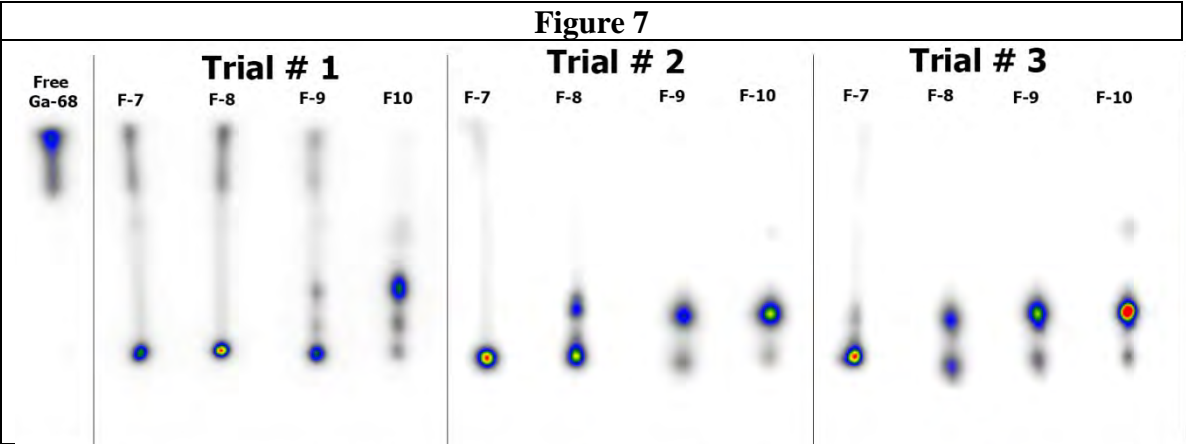 Figure 7
Trial # 1
Trial # 2
Trial # 3
Free
Ga-68
F-7 F-8 F-9 F10
F-7 F-8 F-9 F-10
F-7 F-8 F-9 F-10